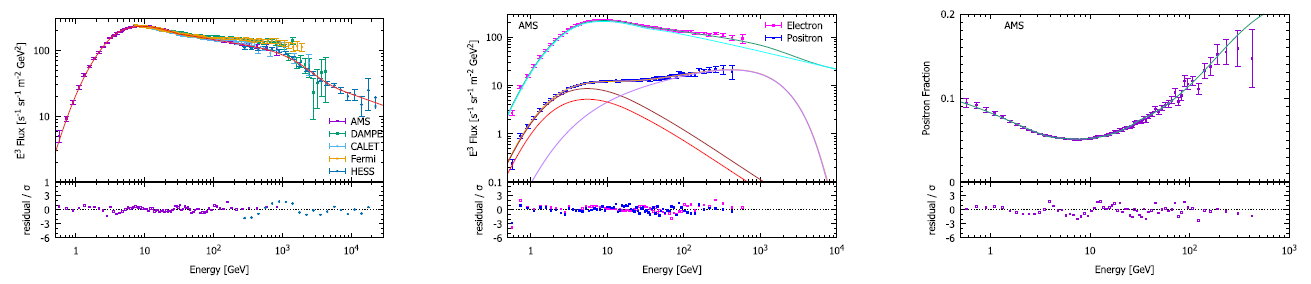 E³ Flux [s⁻¹ sr⁻¹ m⁻² GeV²]
100
10
1
AMS
DAMPE
CALET
Fermi
HESS
residual / σ
3
0
-3
-6
1 10 10² 10³ 10⁴
Energy [GeV]
AMS
Electron
Positron
E³ Flux [s⁻¹ sr⁻¹ m⁻² GeV²]
100
10
1
0.1
residual / σ
3
0
-3
-6
1 10 10² 10³ 10⁴
Energy [GeV]
AMS
Positron Fraction
0.2
0.1
0
residual / σ
3
0
-3
-6
1 10 10² 10³
Energy [GeV]